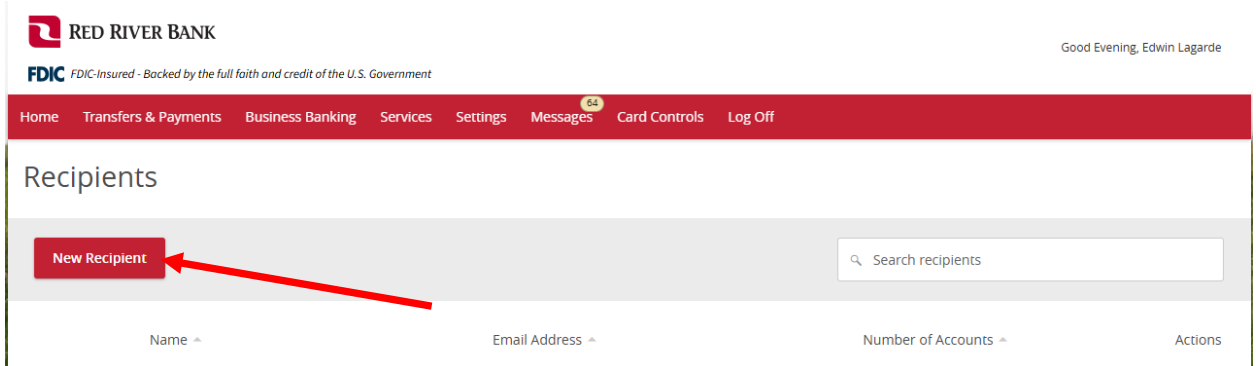 RED RIVER BANK
Good Evening, Edwin Lagarde
FDIC FDIC-Insured - Backed by the full faith and credit of the U.S. Government
64
Home Transfers & Payments Business Banking Services Settings Messages Card Controls Log Off
Recipients
New Recipient
Search recipients
Name Email Address Number of Accounts Actions